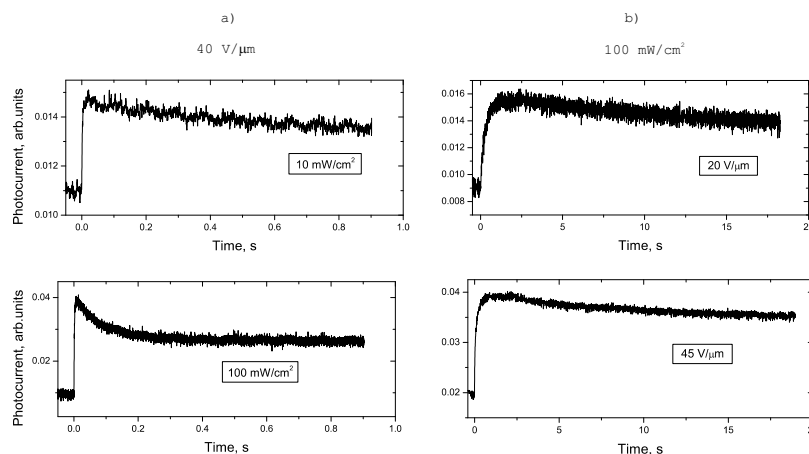 a)
40 V/μm
Photocurrent, arb.units
0.014
0.012
0.010
10 mW/cm²
0.0 0.2 0.4 0.6 0.8 1.0
Time, s
Photocurrent, arb.units
0.04
0.02
100 mW/cm²
0.0 0.2 0.4 0.6 0.8 1.0
Time, s
b)
100 mW/cm²
0.016
0.014
0.012
0.010
0.008
20 V/μm
0 5 10 15 2
Time, s
0.04
0.03
0.02
45 V/μm
0 5 10 15 2
Time, s